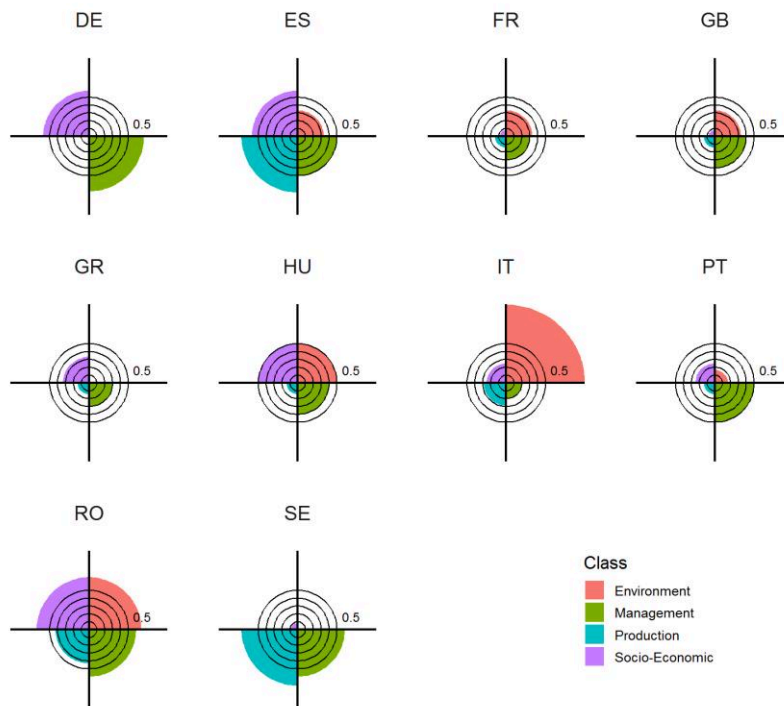 DE ES FR GB
0.5 0.5 0.5 0.5
GR HU IT PT
0.5 0.5 0.5 0.5
RO SE
0.5 0.5
Class
Environment
Management
Production
Socio-Economic